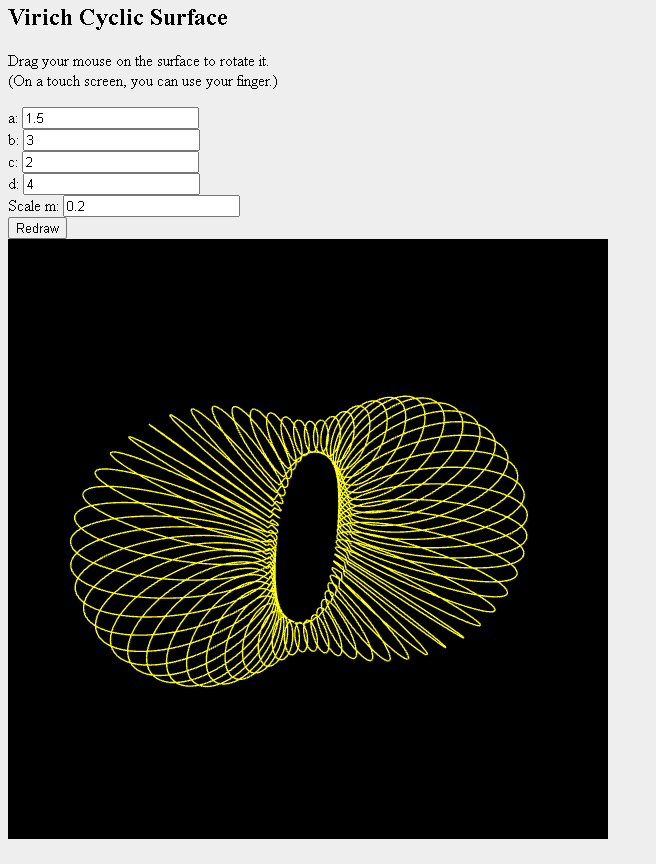 Virich Cyclic Surface
Drag your mouse on the surface to rotate it.
(On a touch screen, you can use your finger.)
a: 1.5
b: 3
c: 2
d: 4
Scale m: 0.2
Redraw